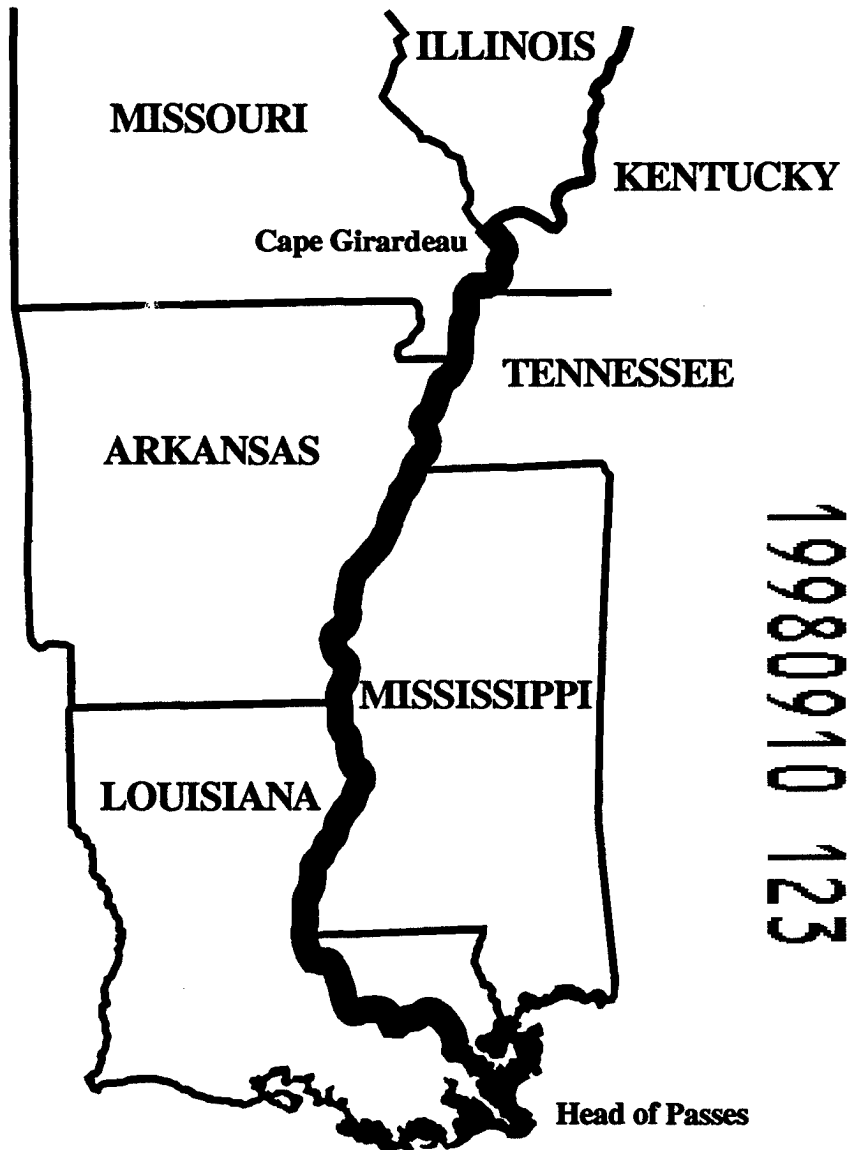 ILLINOIS
MISSOURI
KENTUCKY
Cape Girardeau
TENNESSEE
ARKANSAS
MISSISSIPPI
LOUISIANA
Head of Passes
19980910 123